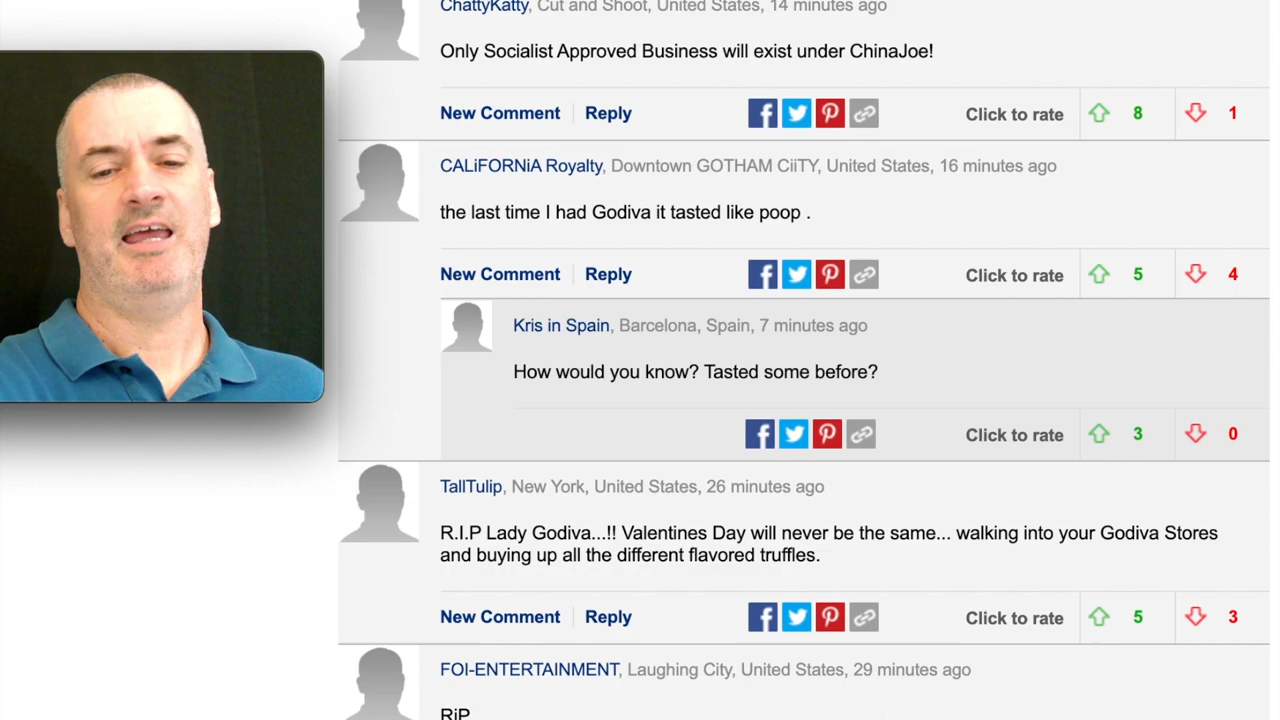 ChattyKatty, Cut and Shoot, United States, 14 minutes ago
Only Socialist Approved Business will exist under ChinaJoe!
New Comment Reply Click to rate 8 1
CALiFORNiA Royalty, Downtown GOTHAM CiiTY, United States, 16 minutes ago
the last time I had Godiva it tasted like poop .
New Comment Reply Click to rate 5 4
Kris in Spain, Barcelona, Spain, 7 minutes ago
How would you know? Tasted some before?
Click to rate 3 0
TallTulip, New York, United States, 26 minutes ago
R.I.P Lady Godiva...!! Valentines Day will never be the same... walking into your Godiva Stores
and buying up all the different flavored truffles.
New Comment Reply Click to rate 5 3
FOI-ENTERTAINMENT, Laughing City, United States, 29 minutes ago
RiP